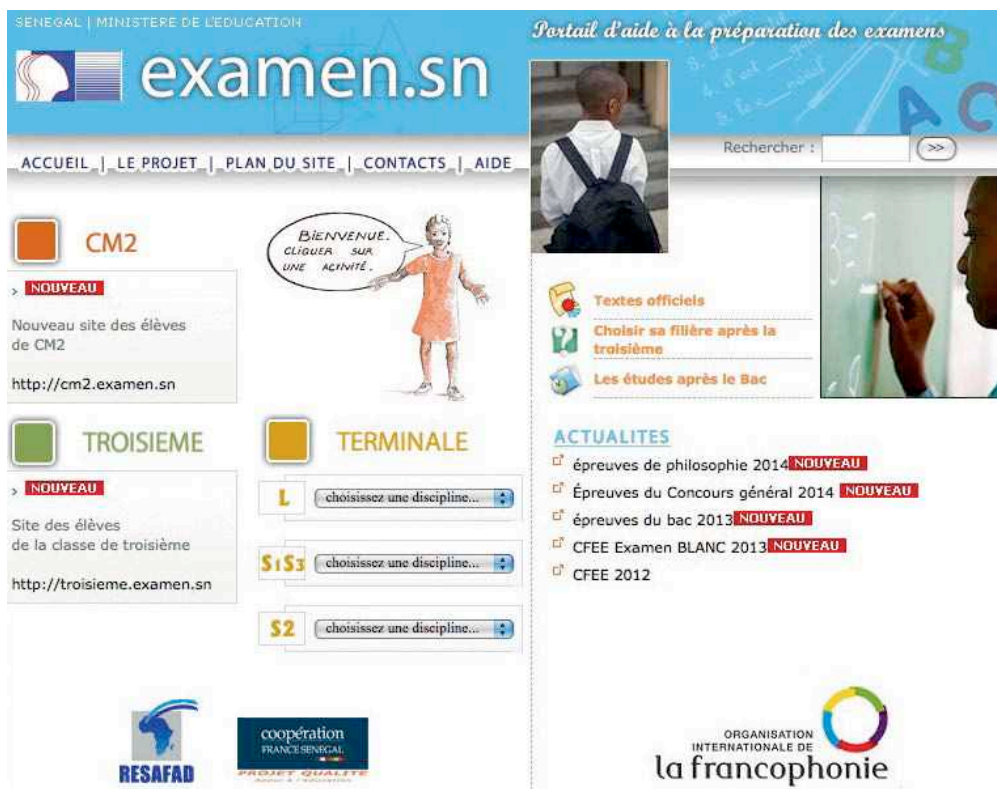 SENEGAL | MINISTERE DE L'EDUCATION
Portail d'aide à la préparation des examens
examen.sn
ACCUEIL | LE PROJET | PLAN DU SITE | CONTACTS | AIDE
Rechercher : >>
CM2
> NOUVEAU
Nouveau site des élèves
de CM2
http://cm2.examen.sn
BIENVENUE.
CLIQUER SUR
UNE ACTIVITÉ.
Textes officiels
Choisir sa filière après la
troisième
Les études après le Bac
TROISIEME
> NOUVEAU
Site des élèves
de la classe de troisième
http://troisieme.examen.sn
TERMINALE
L choisissez une discipline...
S1S3 choisissez une discipline...
S2 choisissez une discipline...
ACTUALITES
épreuves de philosophie 2014 NOUVEAU
Épreuves du Concours général 2014 NOUVEAU
épreuves du bac 2013 NOUVEAU
CFEE Examen BLANC 2013 NOUVEAU
CFEE 2012
RESAFAD
coopération
FRANCE SENEGAL
PROJET QUALITE
ORGANISATION
INTERNATIONALE DE
la francophonie
A
B
C